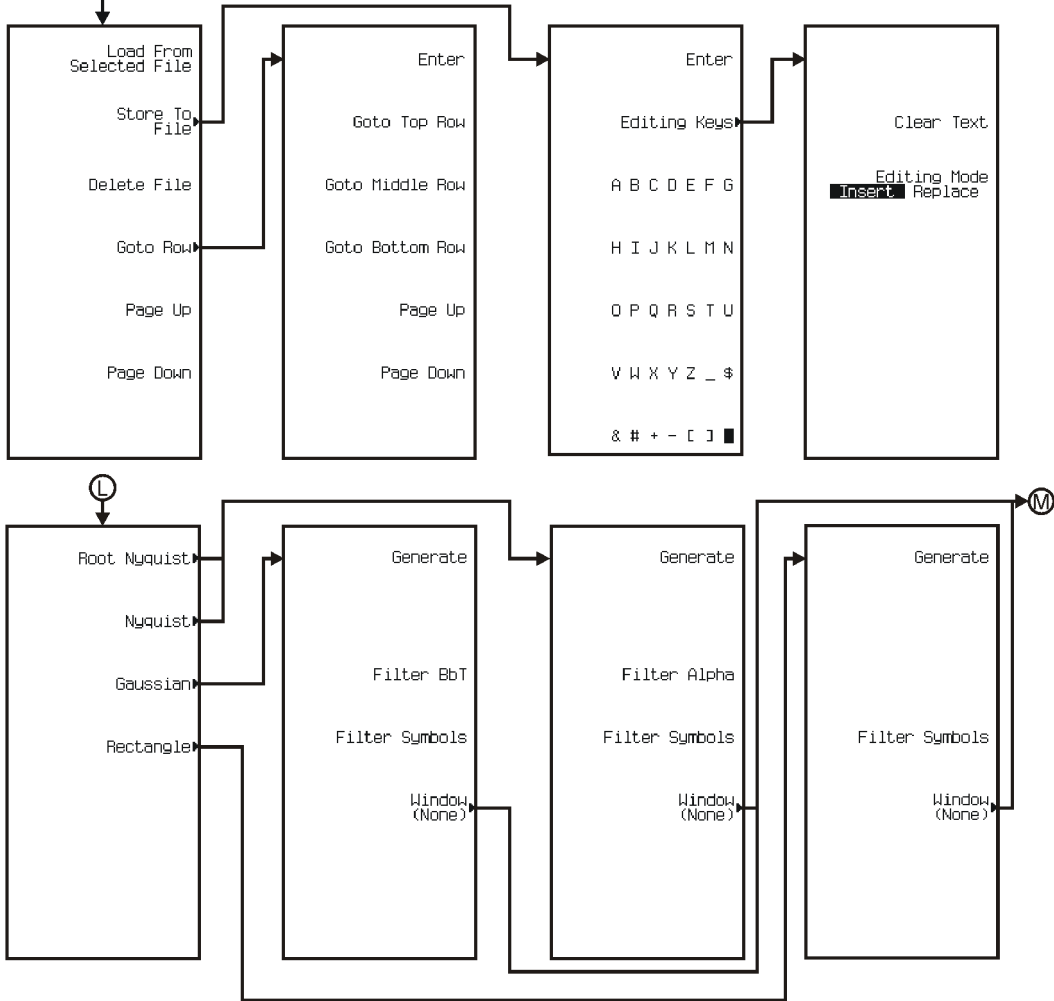 Load From
Selected File
Store To
File
Delete File
Goto Row
Page Up
Page Down
Enter
Goto Top Row
Goto Middle Row
Goto Bottom Row
Page Up
Page Down
Enter
Editing Keys
A B C D E F G
H I J K L M N
O P Q R S T U
V W X Y Z _ $
& # + - [ ]
Clear Text
Editing Mode
Insert Replace
L
Root Nyquist
Nyquist
Gaussian
Rectangle
Generate
Filter BbT
Filter Symbols
Window
(None)
Generate
Filter Alpha
Filter Symbols
Window
(None)
Generate
Filter Symbols
Window
(None)
M